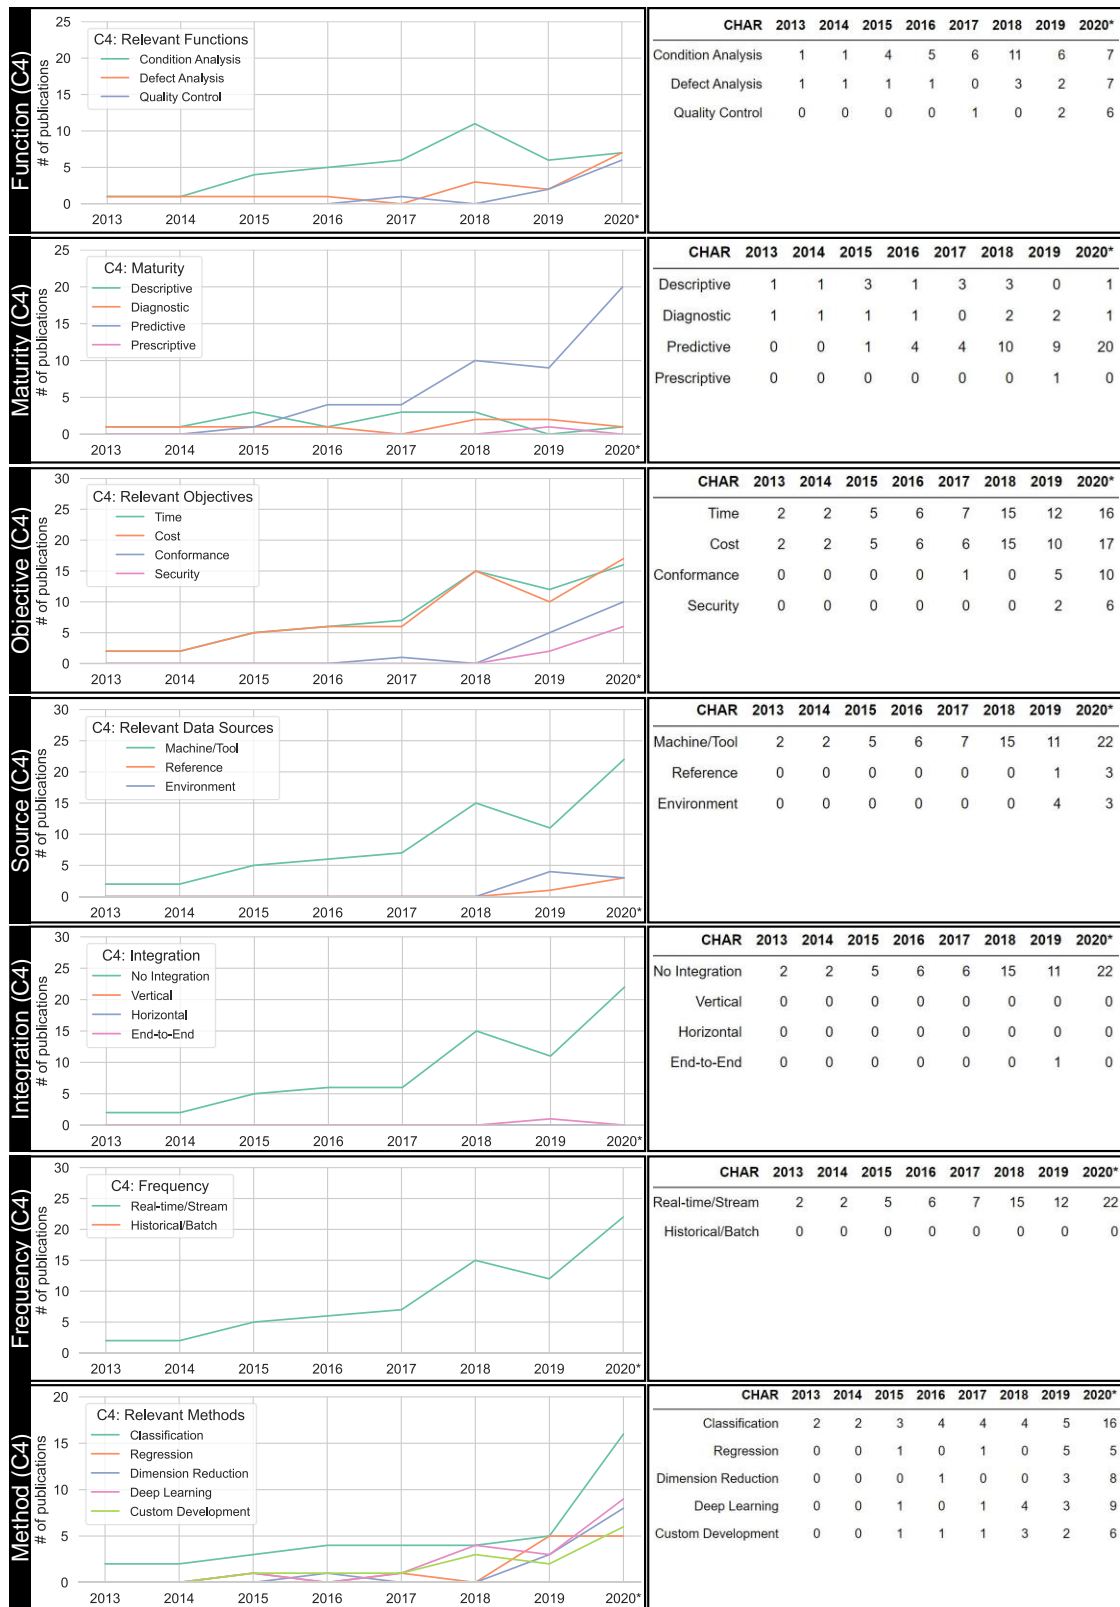 Function (C4)
# of publications
25
20
15
10
5
0
C4: Relevant Functions
Condition Analysis
Defect Analysis
Quality Control
2013 2014 2015 2016 2017 2018 2019 2020*
CHAR 2013 2014 2015 2016 2017 2018 2019 2020*
Condition Analysis 1 1 4 5 6 11 6 7
Defect Analysis 1 1 1 1 0 3 2 7
Quality Control 0 0 0 0 1 0 2 6
Maturity (C4)
# of publications
25
20
15
10
5
0
C4: Maturity
Descriptive
Diagnostic
Predictive
Prescriptive
2013 2014 2015 2016 2017 2018 2019 2020*
CHAR 2013 2014 2015 2016 2017 2018 2019 2020*
Descriptive 1 1 3 1 3 3 0 1
Diagnostic 1 1 1 1 0 2 2 1
Predictive 0 0 1 4 4 10 9 20
Prescriptive 0 0 0 0 0 0 1 0
Objective (C4)
# of publications
30
25
20
15
10
5
0
C4: Relevant Objectives
Time
Cost
Conformance
Security
2013 2014 2015 2016 2017 2018 2019 2020*
CHAR 2013 2014 2015 2016 2017 2018 2019 2020*
Time 2 2 5 6 7 15 12 16
Cost 2 2 5 6 6 15 10 17
Conformance 0 0 0 0 1 0 5 10
Security 0 0 0 0 0 0 2 6
Source (C4)
# of publications
30
25
20
15
10
5
0
C4: Relevant Data Sources
Machine/Tool
Reference
Environment
2013 2014 2015 2016 2017 2018 2019 2020*
CHAR 2013 2014 2015 2016 2017 2018 2019 2020*
Machine/Tool 2 2 5 6 7 15 11 22
Reference 0 0 0 0 0 0 1 3
Environment 0 0 0 0 0 0 4 3
Integration (C4)
# of publications
30
25
20
15
10
5
0
C4: Integration
No Integration
Vertical
Horizontal
End-to-End
2013 2014 2015 2016 2017 2018 2019 2020*
CHAR 2013 2014 2015 2016 2017 2018 2019 2020*
No Integration 2 2 5 6 6 15 11 22
Vertical 0 0 0 0 0 0 0 0
Horizontal 0 0 0 0 0 0 0 0
End-to-End 0 0 0 0 0 0 1 0
Frequency (C4)
# of publications
30
25
20
15
10
5
0
C4: Frequency
Real-time/Stream
Historical/Batch
2013 2014 2015 2016 2017 2018 2019 2020*
CHAR 2013 2014 2015 2016 2017 2018 2019 2020*
Real-time/Stream 2 2 5 6 7 15 12 22
Historical/Batch 0 0 0 0 0 0 0 0
Method (C4)
# of publications
20
15
10
5
0
C4: Relevant Methods
Classification
Regression
Dimension Reduction
Deep Learning
Custom Development
2013 2014 2015 2016 2017 2018 2019 2020*
CHAR 2013 2014 2015 2016 2017 2018 2019 2020*
Classification 2 2 3 4 4 4 5 16
Regression 0 0 1 0 1 0 5 5
Dimension Reduction 0 0 0 1 0 0 3 8
Deep Learning 0 0 1 0 1 4 3 9
Custom Development 0 0 1 1 1 3 2 6